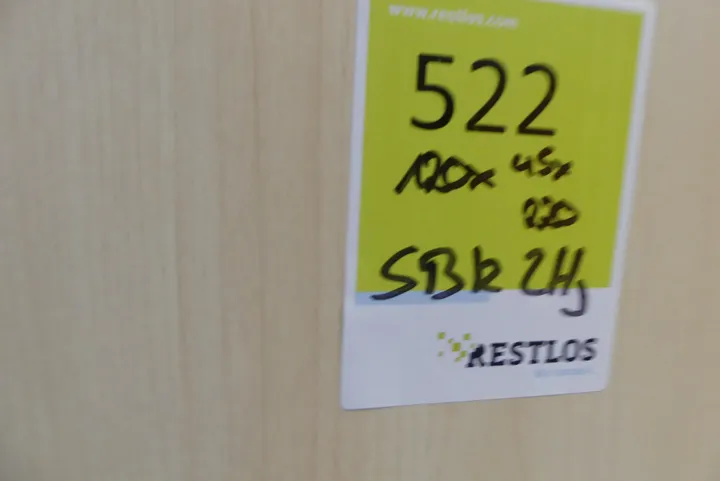 www.restlos.com
522
120x 45x
220
SBK 2Hj
RESTLOS